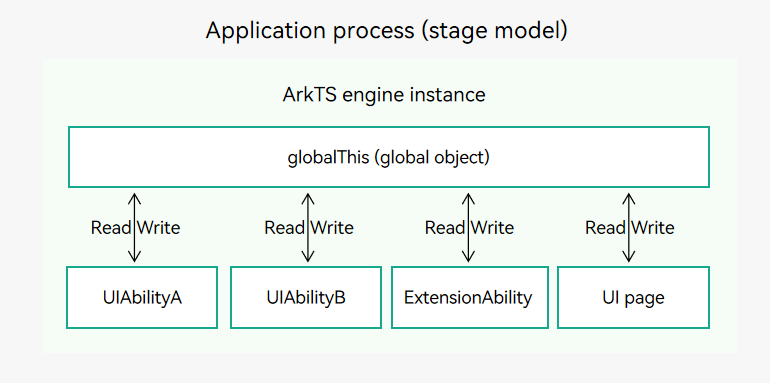 Application process (stage model)
ArkTS engine instance
globalThis (global object)
Read Write Read Write Read Write Read Write
UIAbilityA UIAbilityB ExtensionAbility UI page